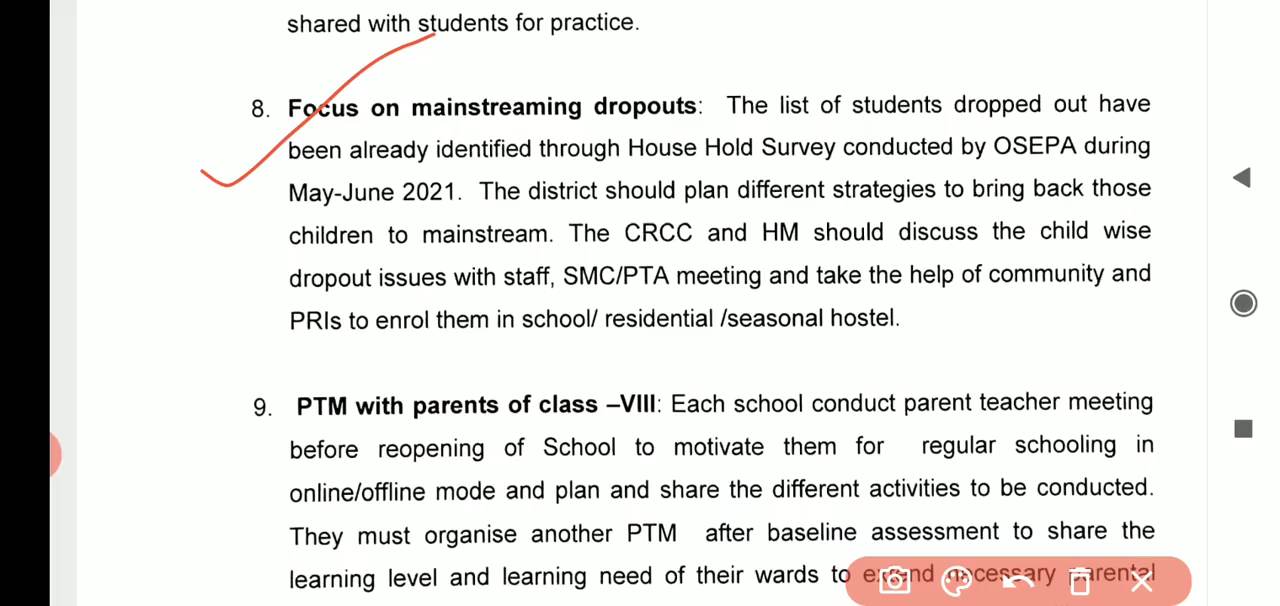 shared with students for practice.
8. Focus on mainstreaming dropouts: The list of students dropped out have
been already identified through House Hold Survey conducted by OSEPA during
May-June 2021. The district should plan different strategies to bring back those
children to mainstream. The CRCC and HM should discuss the child wise
dropout issues with staff, SMC/PTA meeting and take the help of community and
PRIs to enrol them in school/ residential /seasonal hostel.
9. PTM with parents of class –VIII: Each school conduct parent teacher meeting
before reopening of School to motivate them for regular schooling in
online/offline mode and plan and share the different activities to be conducted.
They must organise another PTM after baseline assessment to share the
learning level and learning need of their wards to extend necessary parental